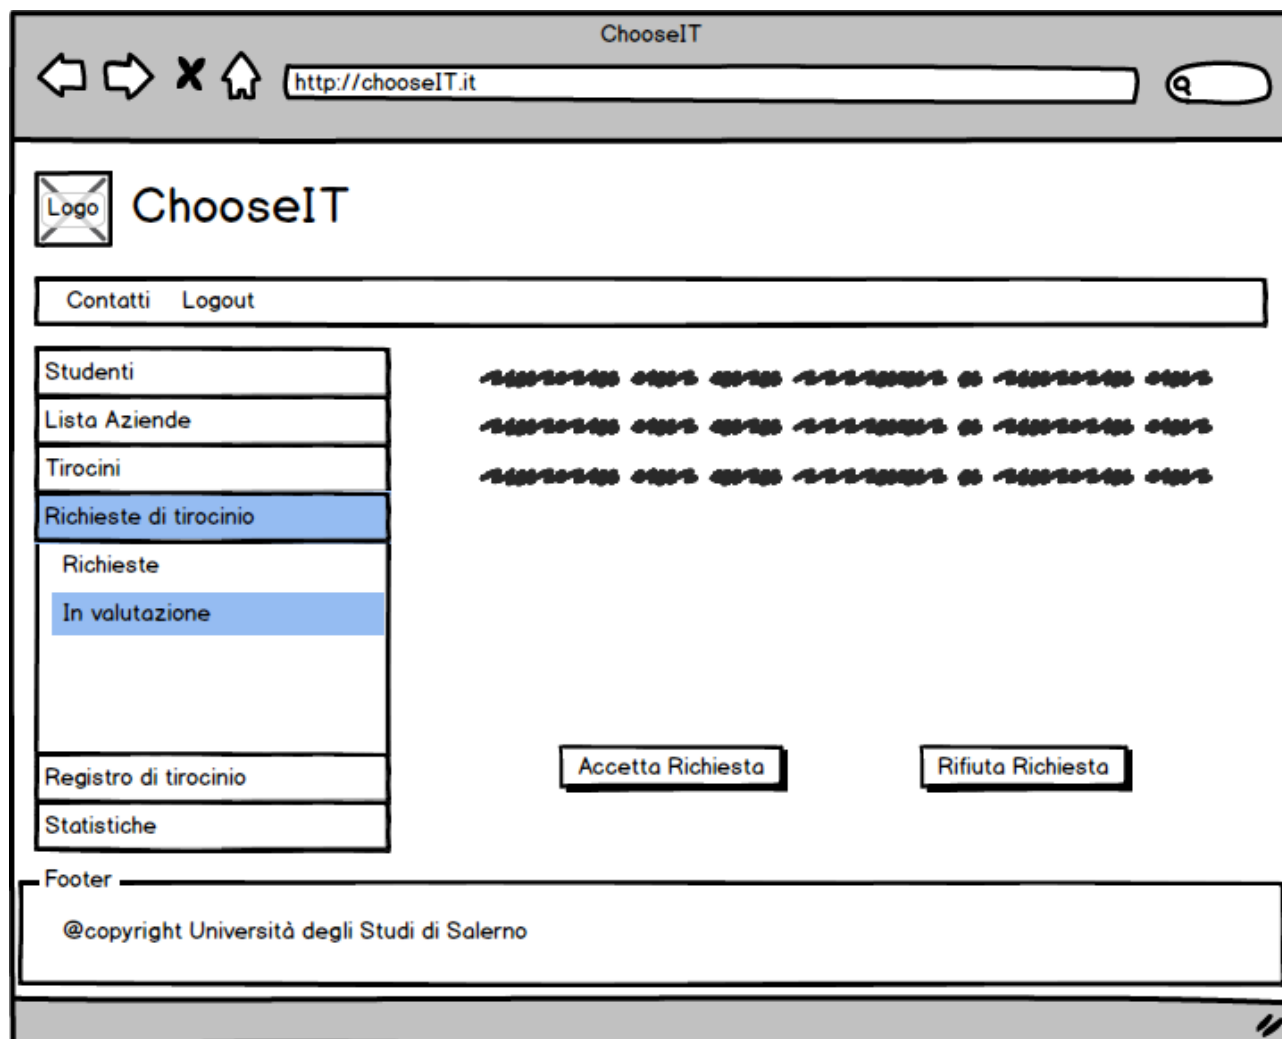 ChooseIT
http://chooseIT.it
Logo
ChooseIT
Contatti Logout
Studenti
Lista Aziende
Tirocini
Richieste di tirocinio
Richieste
In valutazione
Registro di tirocinio
Statistiche
Accetta Richiesta Rifiuta Richiesta
Footer
@copyright Università degli Studi di Salerno